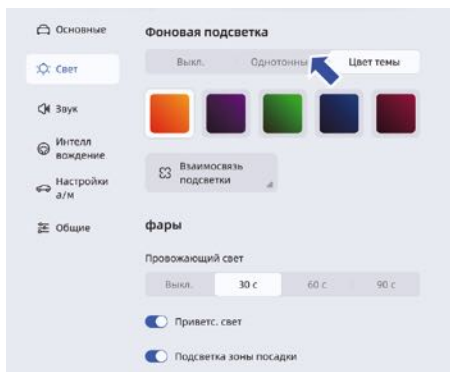 Основные
Свет
Звук
Интелл
вождение
Настройки
а/м
Общие
Фоновая подсветка
Выкл. Однотонны Цвет темы
Взаимосвязь
подсветки
фары
Провожающий свет
Выкл. 30 с 60 с 90 с
Приветс. свет
Подсветка зоны посадки